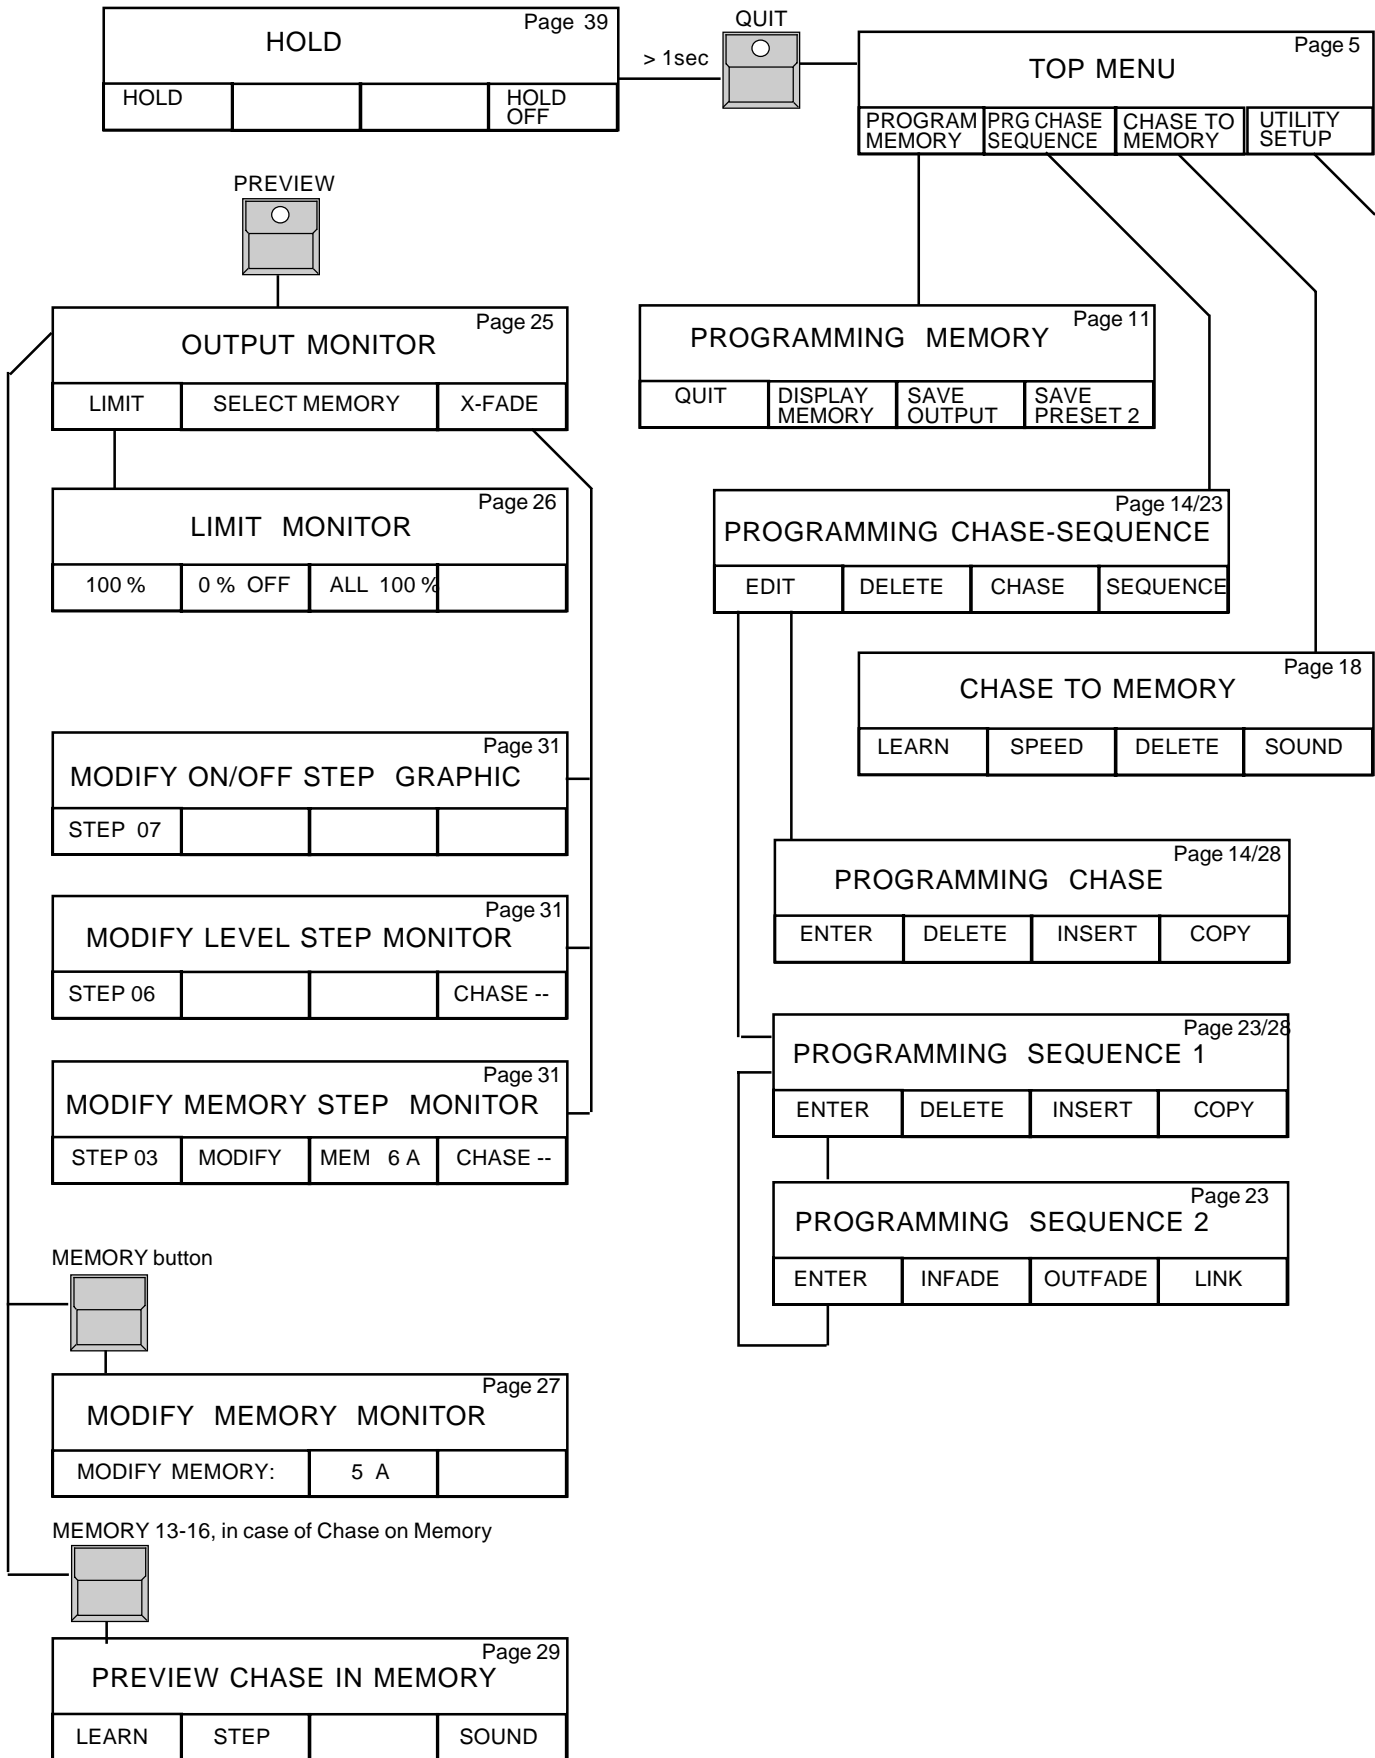 Page 39
HOLD
HOLD
HOLD
OFF
> 1sec
QUIT
Page 5
TOP MENU
PROGRAM
MEMORY
PRG CHASE
SEQUENCE
CHASE TO
MEMORY
UTILITY
SETUP
PREVIEW
Page 25
OUTPUT MONITOR
LIMIT
SELECT MEMORY
X-FADE
Page 26
LIMIT MONITOR
100 %
0 % OFF
ALL 100 %
Page 31
MODIFY ON/OFF STEP GRAPHIC
STEP 07
Page 31
MODIFY LEVEL STEP MONITOR
STEP 06
CHASE --
Page 31
MODIFY MEMORY STEP MONITOR
STEP 03
MODIFY
MEM 6 A
CHASE --
MEMORY button
Page 27
MODIFY MEMORY MONITOR
MODIFY MEMORY:
5 A
MEMORY 13-16, in case of Chase on Memory
Page 29
PREVIEW CHASE IN MEMORY
LEARN
STEP
SOUND
Page 11
PROGRAMMING MEMORY
QUIT
DISPLAY
MEMORY
SAVE
OUTPUT
SAVE
PRESET 2
Page 14/23
PROGRAMMING CHASE-SEQUENCE
EDIT
DELETE
CHASE
SEQUENCE
Page 18
CHASE TO MEMORY
LEARN
SPEED
DELETE
SOUND
Page 14/28
PROGRAMMING CHASE
ENTER
DELETE
INSERT
COPY
Page 23/28
PROGRAMMING SEQUENCE 1
ENTER
DELETE
INSERT
COPY
Page 23
PROGRAMMING SEQUENCE 2
ENTER
INFADE
OUTFADE
LINK